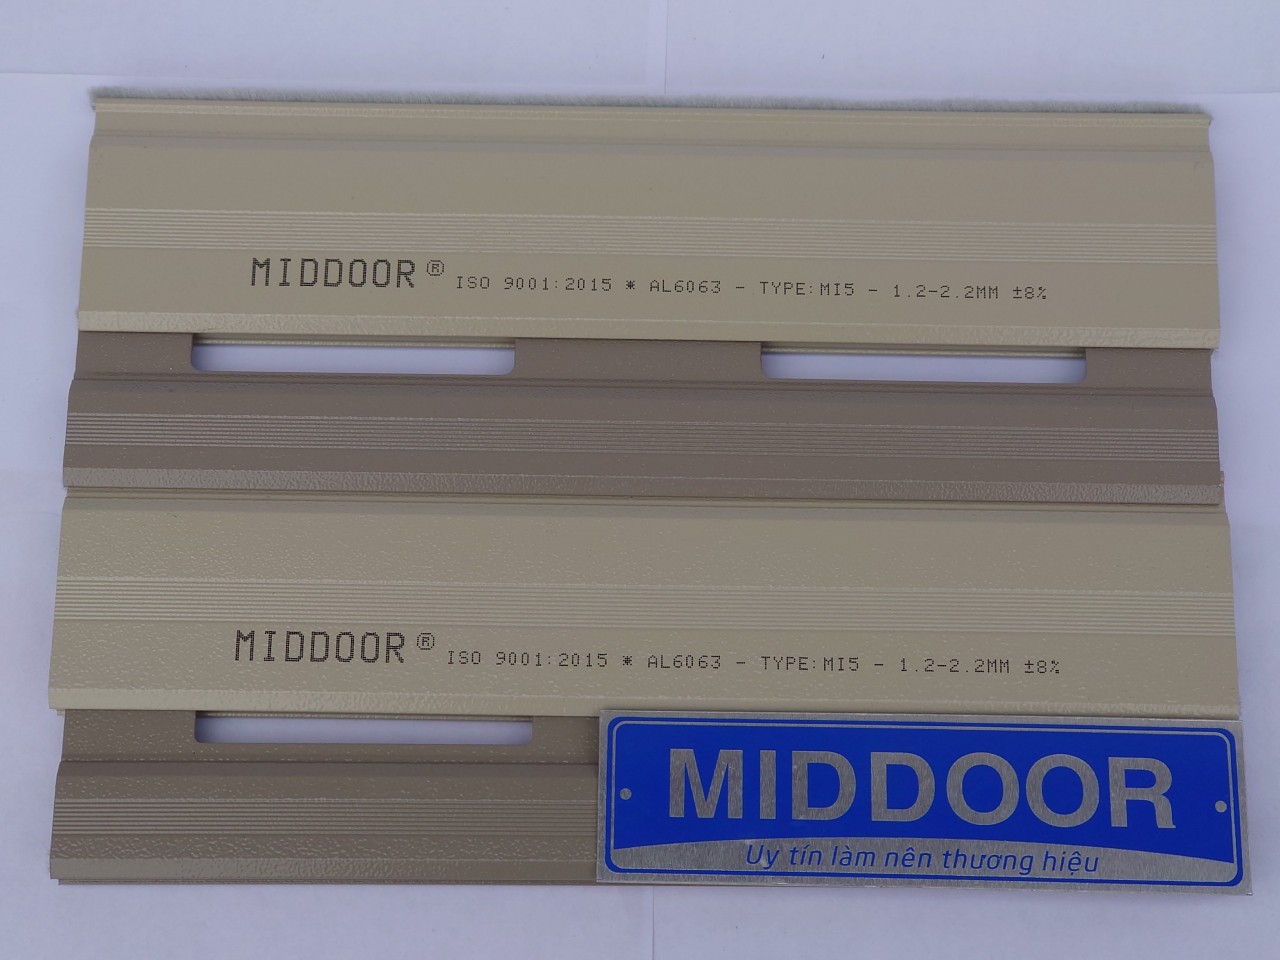 MIDDOOR® ISO 9001:2015 * AL6063 - TYPE:MI5 - 1.2-2.2MM ±8%
MIDDOOR® ISO 9001:2015 * AL6063 - TYPE:MI5 - 1.2-2.2MM ±8%
MIDDOOR
Uy tín làm nên thương hiệu